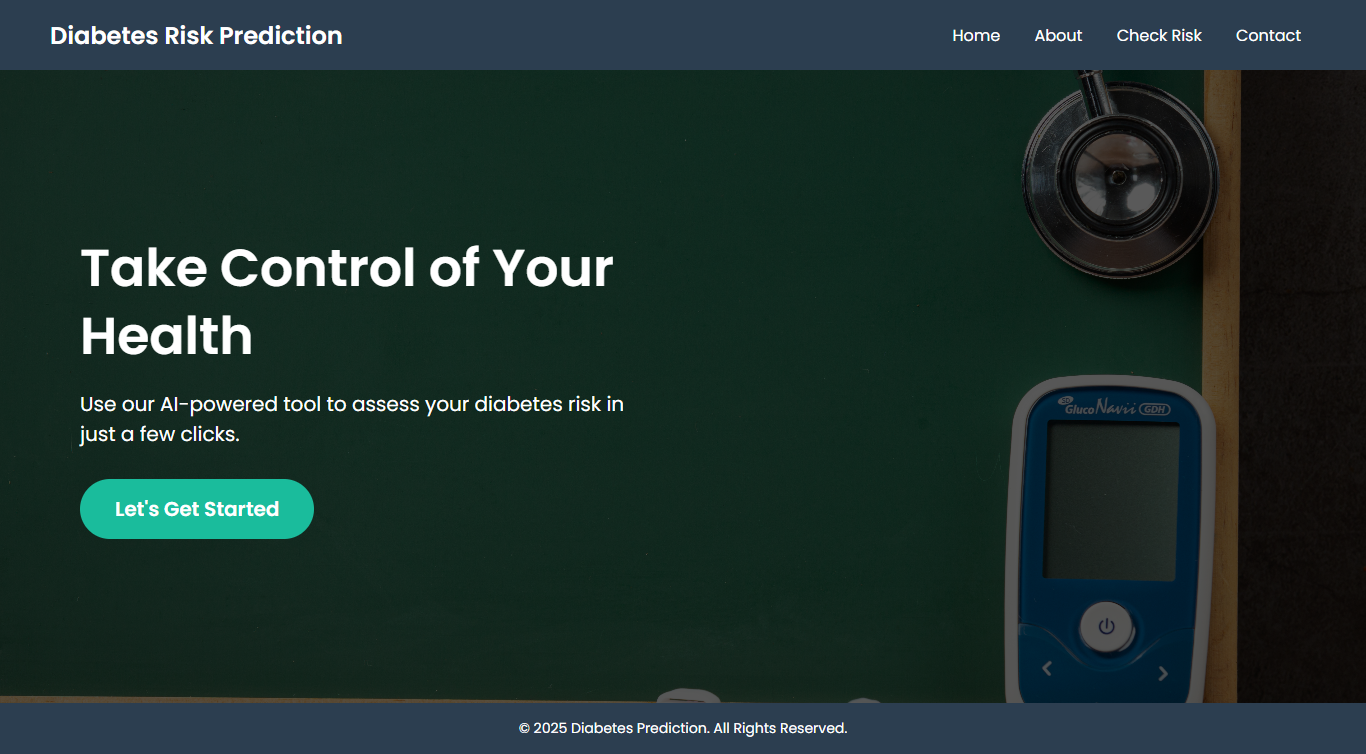 Diabetes Risk Prediction
Home About Check Risk Contact
Take Control of Your
Health
Use our AI-powered tool to assess your diabetes risk in
just a few clicks.
Let's Get Started
SD GlucoNavii GDH
© 2025 Diabetes Prediction. All Rights Reserved.